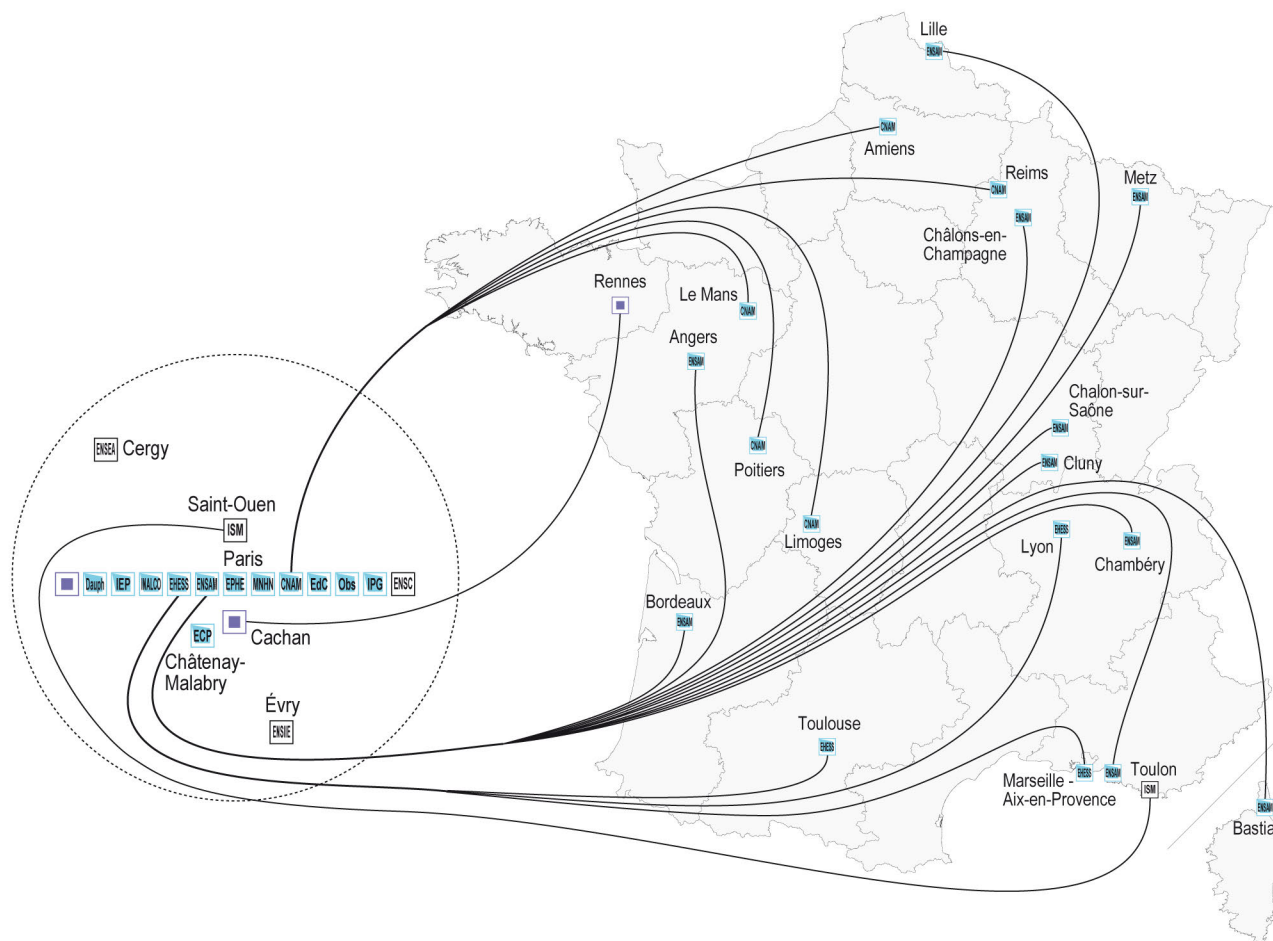 Lille
ENSAM
CNAM
Amiens
Reims
CNAM
Metz
ENSAM
ENSAM
Châlons-en-
Champagne
Rennes
Le Mans
CNAM
Angers
ENSAM
Chalon-sur-
Saône
ENSAM
ENSAM
Cluny
CNAM
Poitiers
ENSEA
Cergy
Saint-Ouen
ISM
Paris
Dauph
IEP
INALCO
EHESS
ENSAM
EPHE
MNHN
CNAM
EdC
Obs
IPG
ENSC
CNAM
Limoges
Lyon
EHESS
ENSAM
Chambéry
Bordeaux
ENSAM
Cachan
ECP
Châtenay-
Malabry
Évry
ENSIIE
Toulouse
EHESS
Marseille -
Aix-en-Provence
EHESS
ENSAM
Toulon
ISM
ENSAM
Bastia